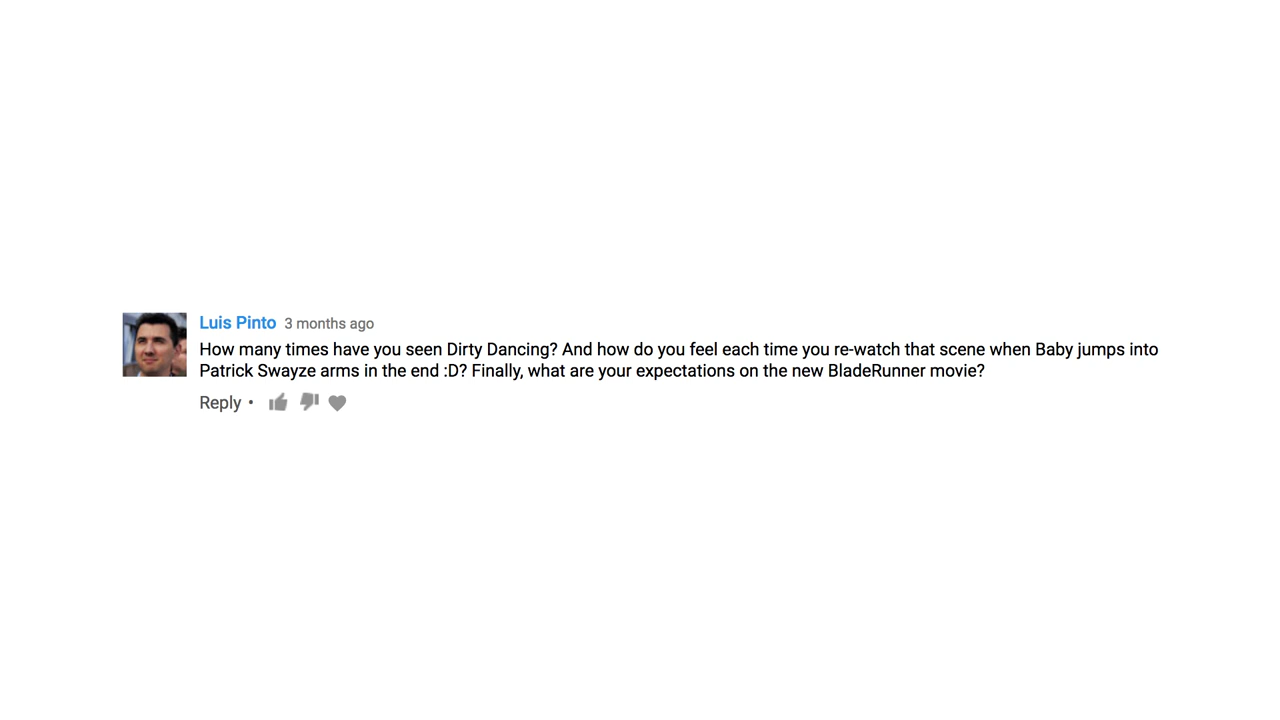 Luis Pinto 3 months ago
How many times have you seen Dirty Dancing? And how do you feel each time you re-watch that scene when Baby jumps into
Patrick Swayze arms in the end :D? Finally, what are your expectations on the new BladeRunner movie?
Reply •